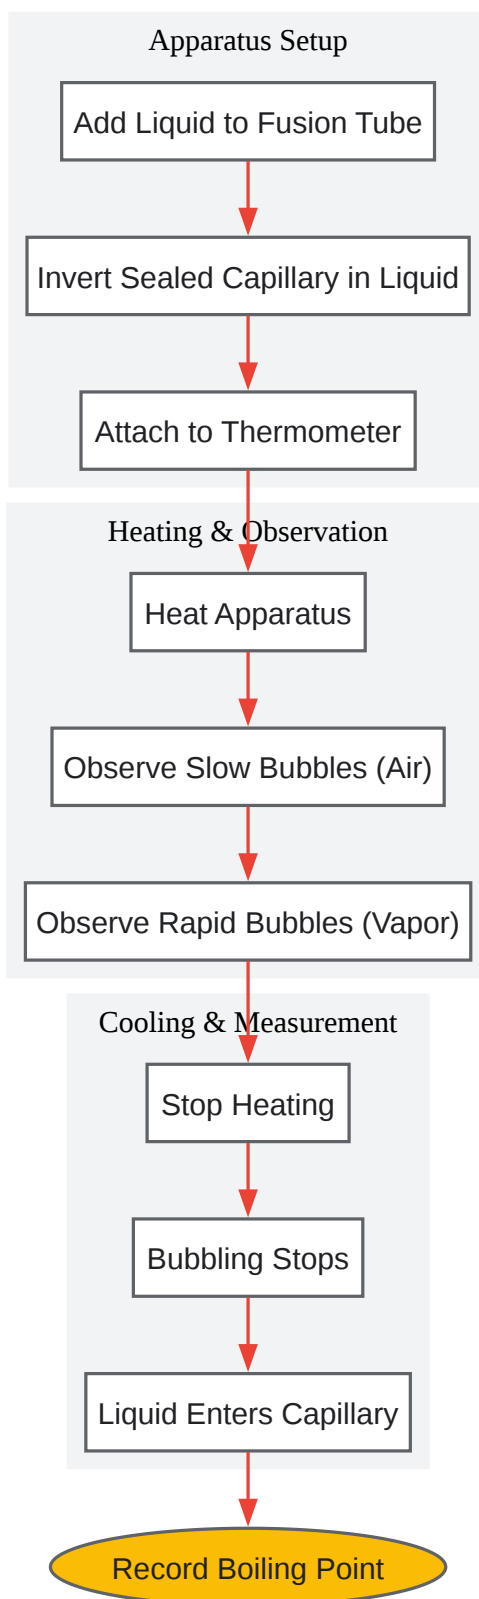 Apparatus Setup
Add Liquid to Fusion Tube
Invert Sealed Capillary in Liquid
Attach to Thermometer
Heating & Observation
Heat Apparatus
Observe Slow Bubbles (Air)
Observe Rapid Bubbles (Vapor)
Cooling & Measurement
Stop Heating
Bubbling Stops
Liquid Enters Capillary
Record Boiling Point